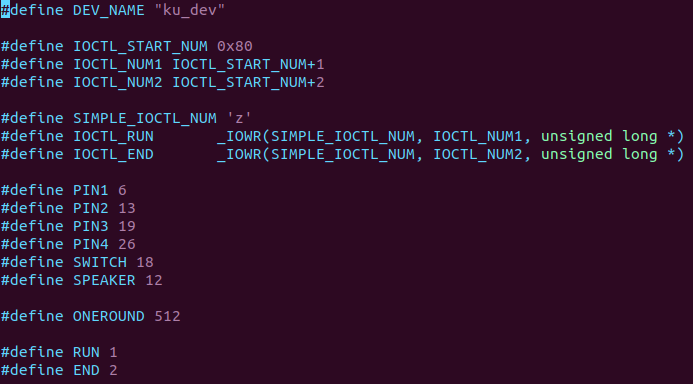 #define DEV_NAME "ku_dev"
#define IOCTL_START_NUM 0x80
#define IOCTL_NUM1 IOCTL_START_NUM+1
#define IOCTL_NUM2 IOCTL_START_NUM+2
#define SIMPLE_IOCTL_NUM 'z'
#define IOCTL_RUN       _IOWR(SIMPLE_IOCTL_NUM, IOCTL_NUM1, unsigned long *)
#define IOCTL_END       _IOWR(SIMPLE_IOCTL_NUM, IOCTL_NUM2, unsigned long *)
#define PIN1 6
#define PIN2 13
#define PIN3 19
#define PIN4 26
#define SWITCH 18
#define SPEAKER 12
#define ONEROUND 512
#define RUN 1
#define END 2